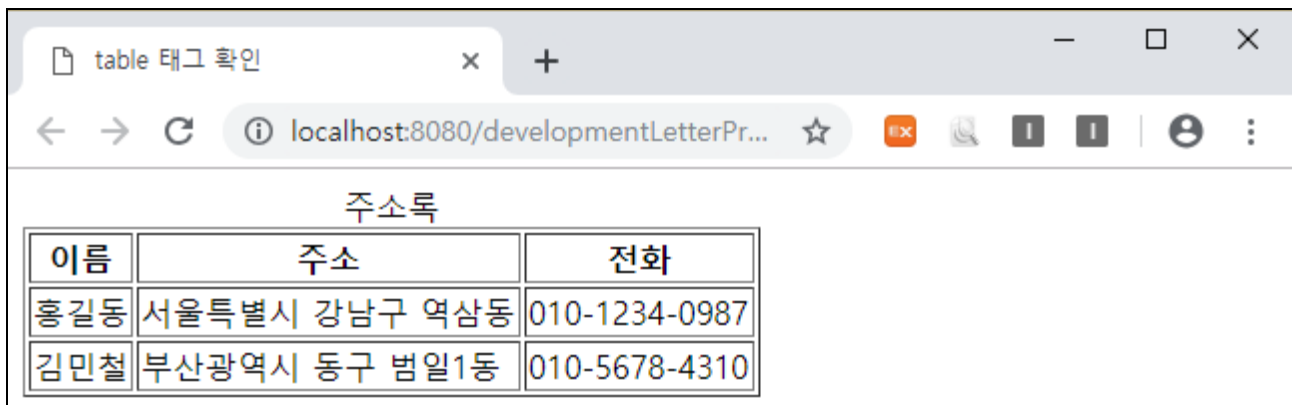 table 태그 확인
localhost:8080/developmentLetterPr...
주소록
이름 주소 전화
홍길동 서울특별시 강남구 역삼동 010-1234-0987
김민철 부산광역시 동구 범일1동 010-5678-4310